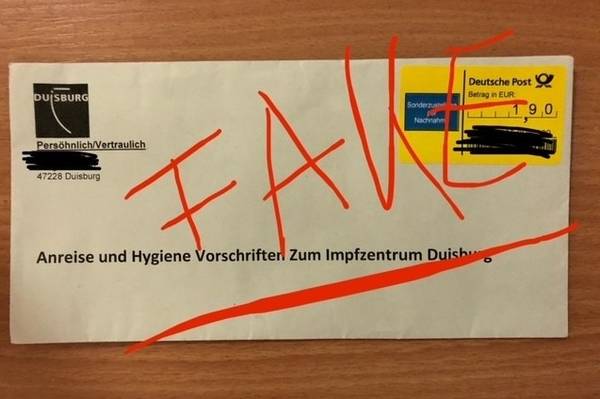 DUISBURG
Persöhnlich/Vertraulich
47228 Duisburg
Deutsche Post
Betrag in EUR:
Sonderzustell
Nachnahme
1,90
FAKE
Anreise und Hygiene Vorschriften Zum Impfzentrum Duisburg